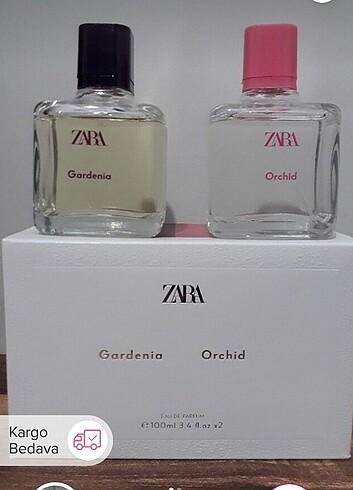 ZARA
Gardenia
ZARA
Orchid
ZARA
Gardenia Orchid
EAU DE PARFUM
e 100ml 3.4 fl.oz x2
Kargo
Bedava